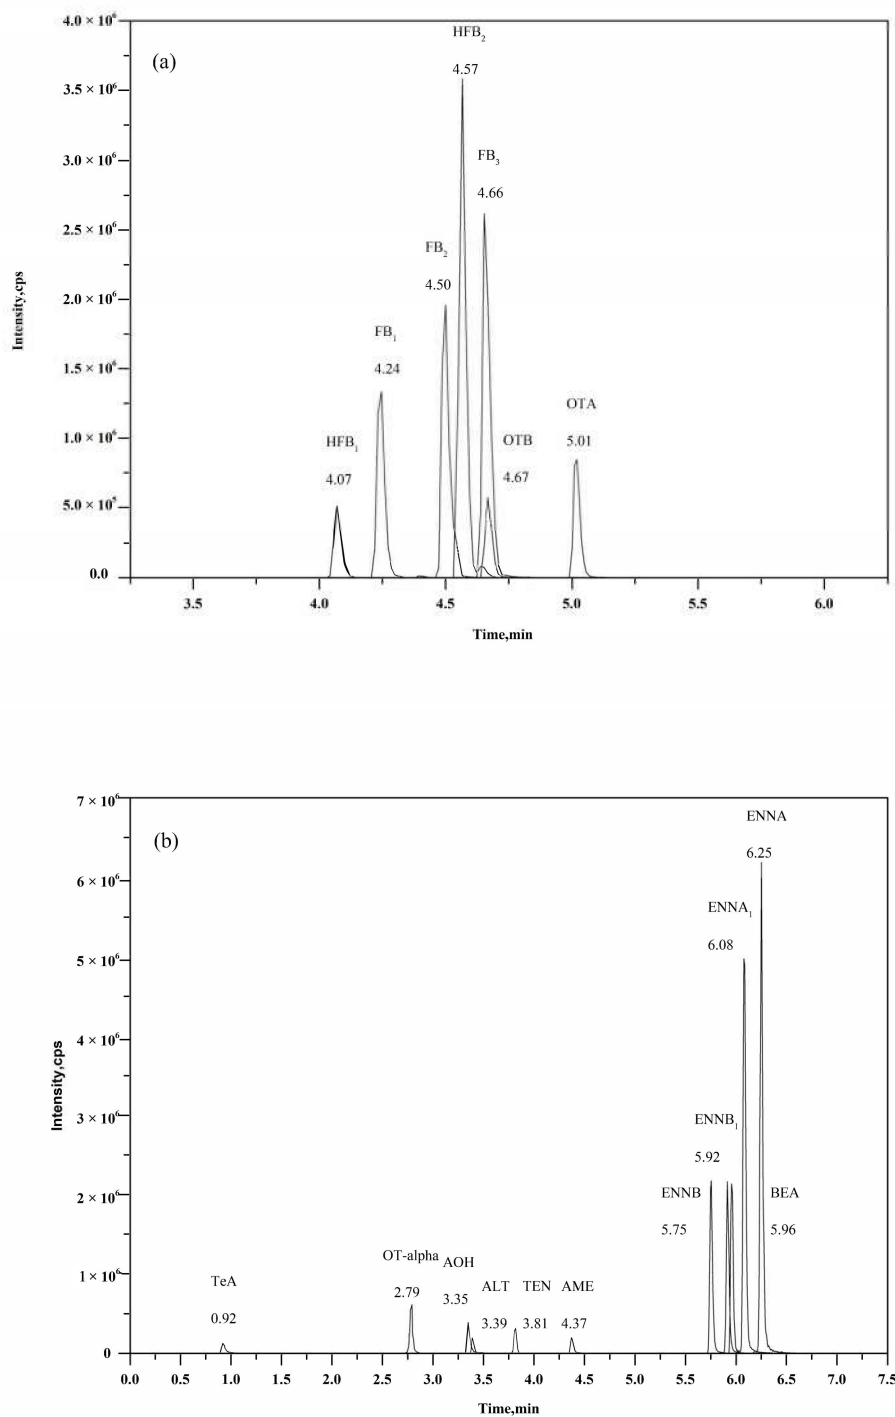 (a)
Intensity,cps
4.0 × 10⁶
3.5 × 10⁶
3.0 × 10⁶
2.5 × 10⁶
2.0 × 10⁶
1.5 × 10⁶
1.0 × 10⁶
5.0 × 10⁵
0.0
HFB₂
4.57
FB₃
4.66
FB₂
4.50
FB₁
4.24
HFB₁
4.07
OTB
4.67
OTA
5.01
3.5 4.0 4.5 5.0 5.5 6.0
Time,min
(b)
Intensity,cps
7 × 10⁶
6 × 10⁶
5 × 10⁶
4 × 10⁶
3 × 10⁶
2 × 10⁶
1 × 10⁶
0
ENNA
6.25
ENNA₁
6.08
ENNB₁
5.92
ENNB
5.75
BEA
5.96
TeA
0.92
OT-alpha
2.79
AOH
3.35
ALT
3.39
TEN
3.81
AME
4.37
0.0 0.5 1.0 1.5 2.0 2.5 3.0 3.5 4.0 4.5 5.0 5.5 6.0 6.5 7.0 7.5
Time,min